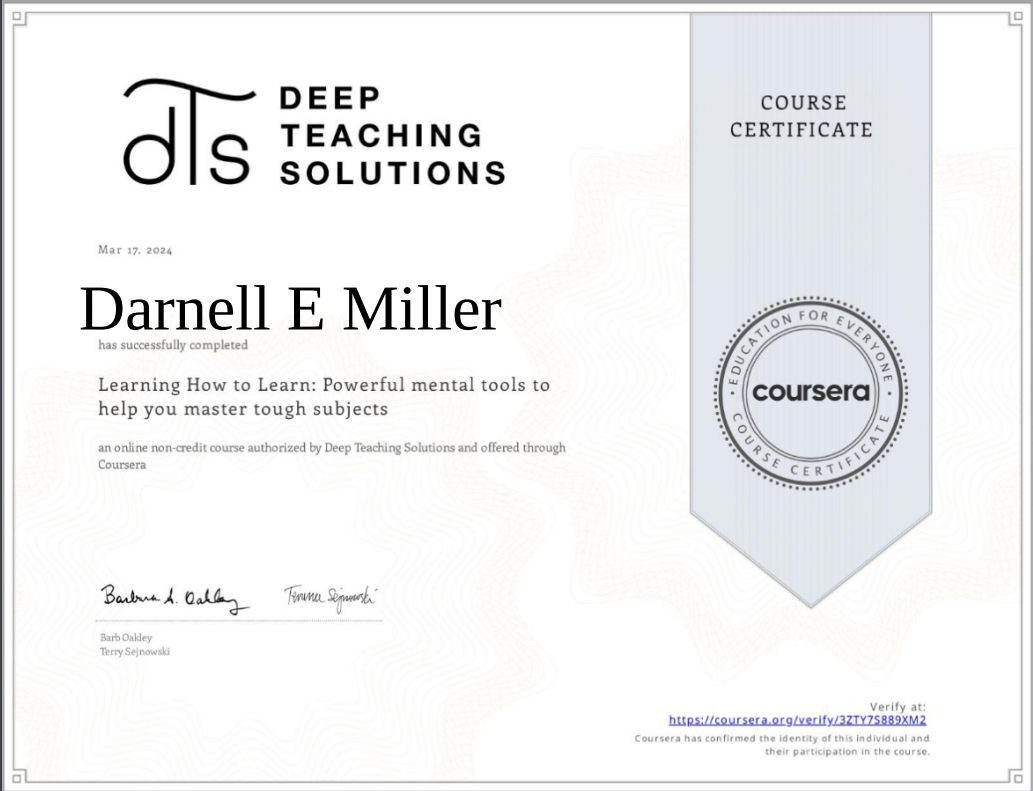 DEEP
TEACHING
SOLUTIONS
COURSE
CERTIFICATE
Mar 17, 2024
Darnell E Miller
has successfully completed
Learning How to Learn: Powerful mental tools to
help you master tough subjects
an online non-credit course authorized by Deep Teaching Solutions and offered through
Coursera
EDUCATION FOR EVERYONE
coursera
COURSE CERTIFICATE
Barbara A. Oakley
Terrence Sejnowski
Barb Oakley
Terry Sejnowski
Verify at:
https://coursera.org/verify/3ZTY7S889XM2
Coursera has confirmed the identity of this individual and
their participation in the course.